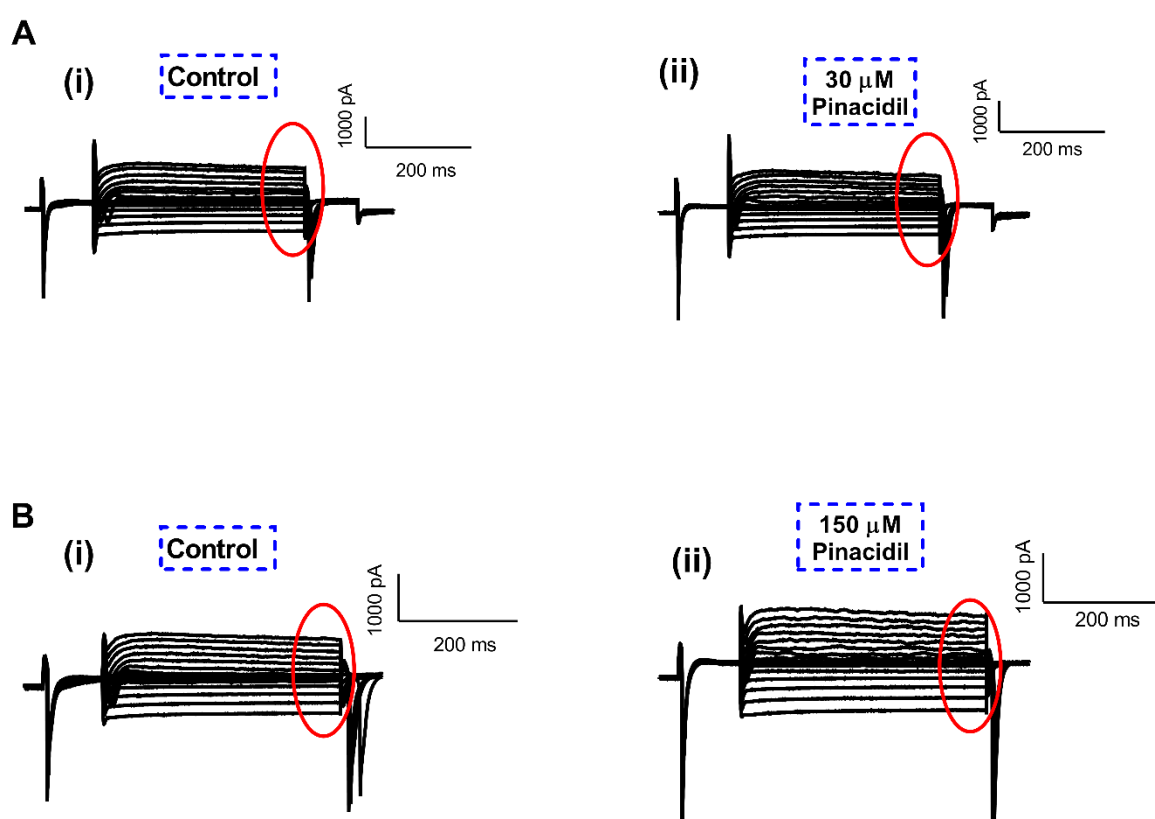 A
(i)
Control
1000 pA
200 ms
(ii)
30 μM
Pinacidil
1000 pA
200 ms
B
(i)
Control
1000 pA
200 ms
(ii)
150 μM
Pinacidil
1000 pA
200 ms